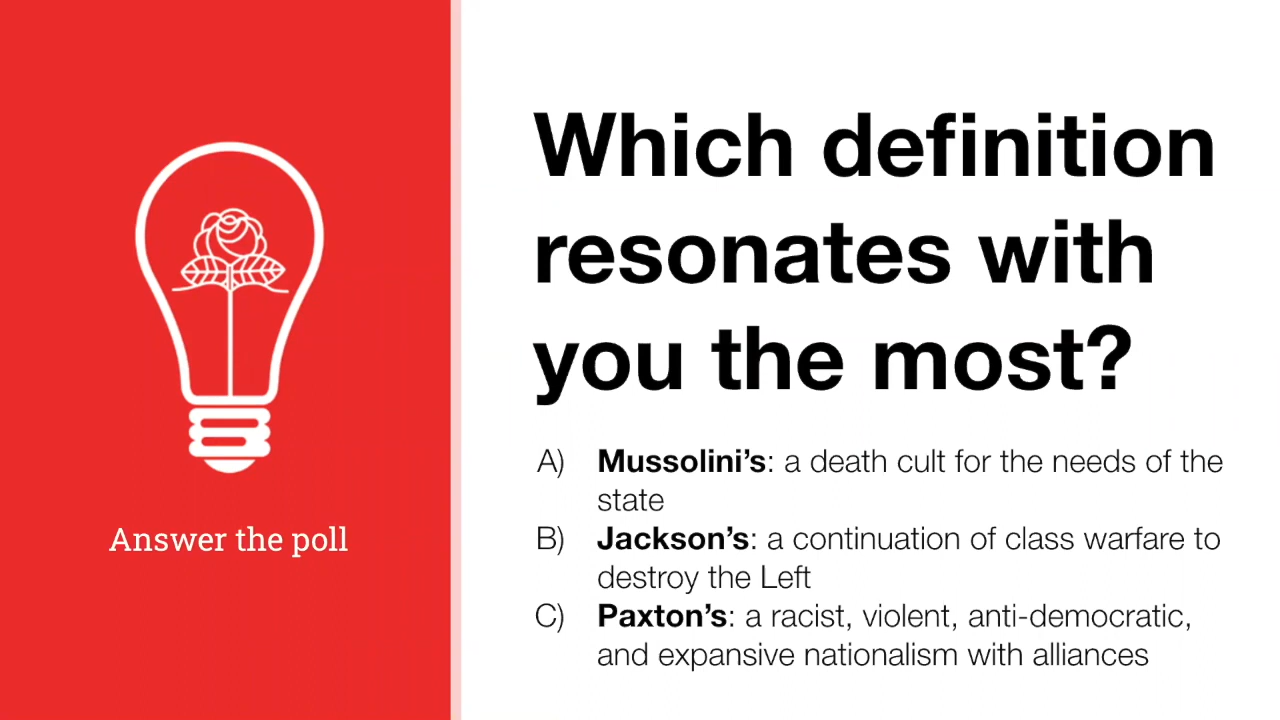 Which definition
resonates with
you the most?
A) Mussolini’s: a death cult for the needs of the
state
B) Jackson’s: a continuation of class warfare to
destroy the Left
C) Paxton’s: a racist, violent, anti-democratic,
and expansive nationalism with alliances
Answer the poll